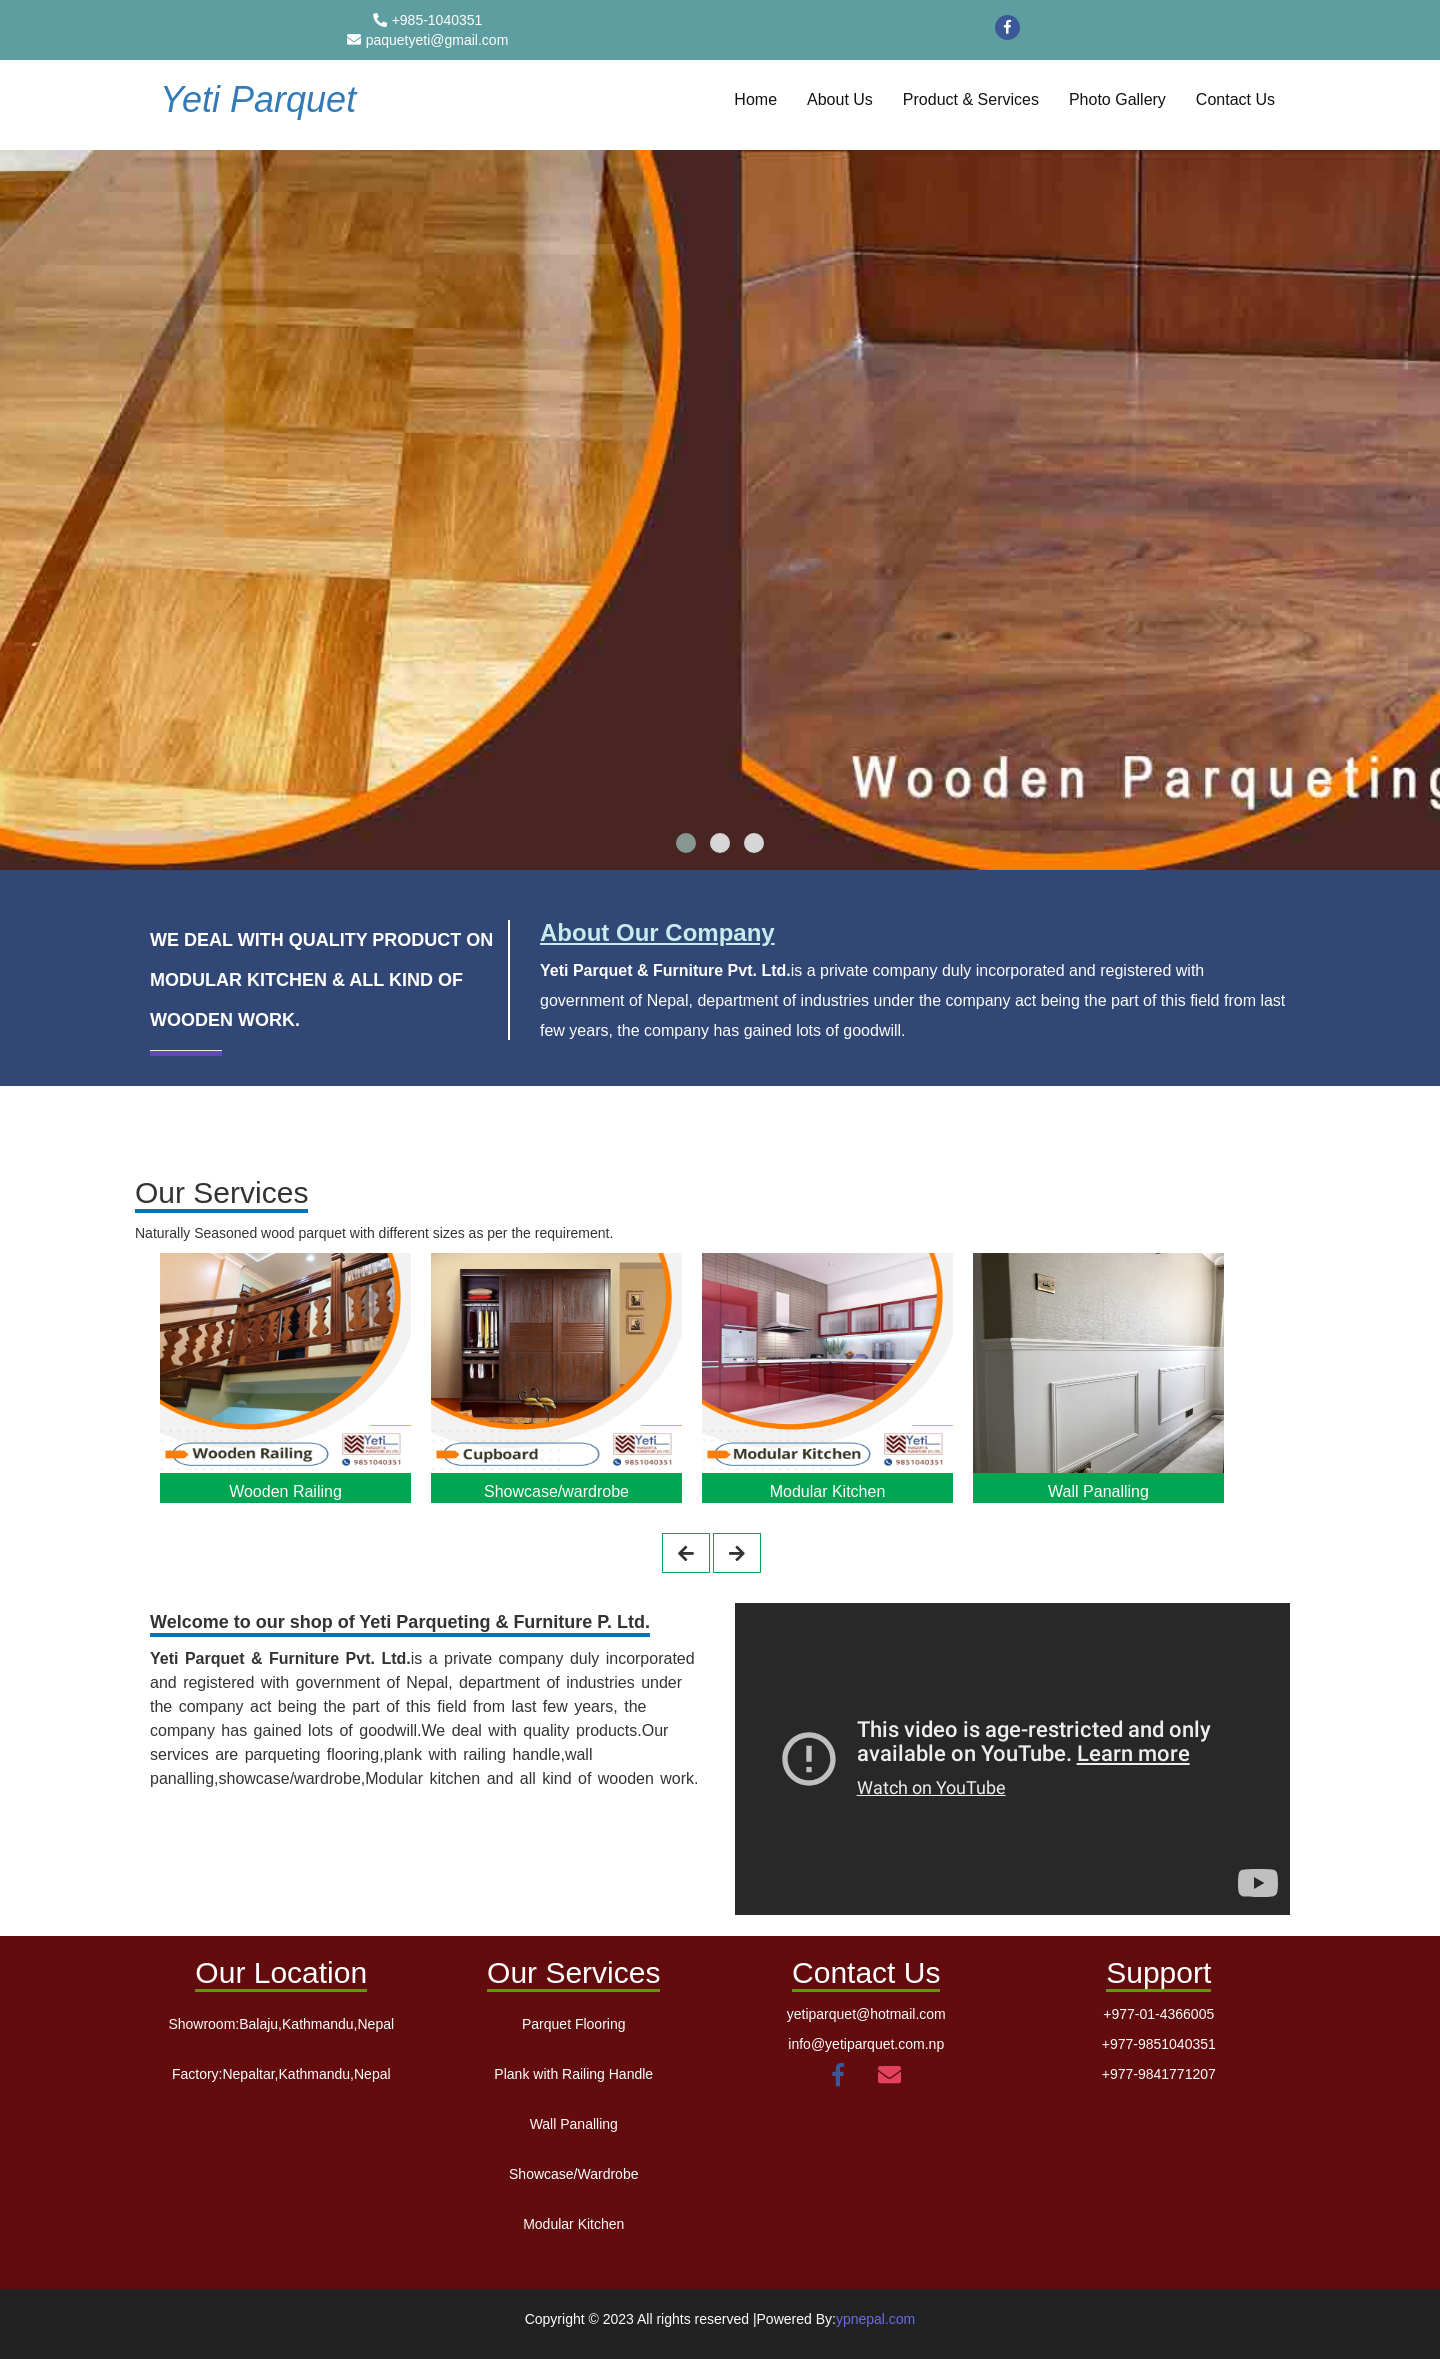 +985-1040351
paquetyeti@gmail.com
Yeti Parquet
Home About Us Product & Services Photo Gallery Contact Us
Wooden Parqueting
WE DEAL WITH QUALITY PRODUCT ON
MODULAR KITCHEN & ALL KIND OF
WOODEN WORK.
About Our Company
Yeti Parquet & Furniture Pvt. Ltd.is a private company duly incorporated and registered with
government of Nepal, department of industries under the company act being the part of this field from last
few years, the company has gained lots of goodwill.
Our Services
Naturally Seasoned wood parquet with different sizes as per the requirement.
Wooden Railing
Yeti
PARQUET &
FURNITURE (P.) LTD.
9851040351
Wooden Railing
Cupboard
Yeti
PARQUET &
FURNITURE (P.) LTD.
9851040351
Showcase/wardrobe
Modular Kitchen
Yeti
PARQUET &
FURNITURE (P.) LTD.
9851040351
Modular Kitchen
Wall Panalling
Welcome to our shop of Yeti Parqueting & Furniture P. Ltd.
Yeti Parquet & Furniture Pvt. Ltd.is a private company duly incorporated
and registered with government of Nepal, department of industries under
the company act being the part of this field from last few years, the
company has gained lots of goodwill.We deal with quality products.Our
services are parqueting flooring,plank with railing handle,wall
panalling,showcase/wardrobe,Modular kitchen and all kind of wooden work.
This video is age-restricted and only
available on YouTube. Learn more
Watch on YouTube
Our Location
Showroom:Balaju,Kathmandu,Nepal
Factory:Nepaltar,Kathmandu,Nepal
Our Services
Parquet Flooring
Plank with Railing Handle
Wall Panalling
Showcase/Wardrobe
Modular Kitchen
Contact Us
yetiparquet@hotmail.com
info@yetiparquet.com.np
Support
+977-01-4366005
+977-9851040351
+977-9841771207
Copyright © 2023 All rights reserved |Powered By:ypnepal.com